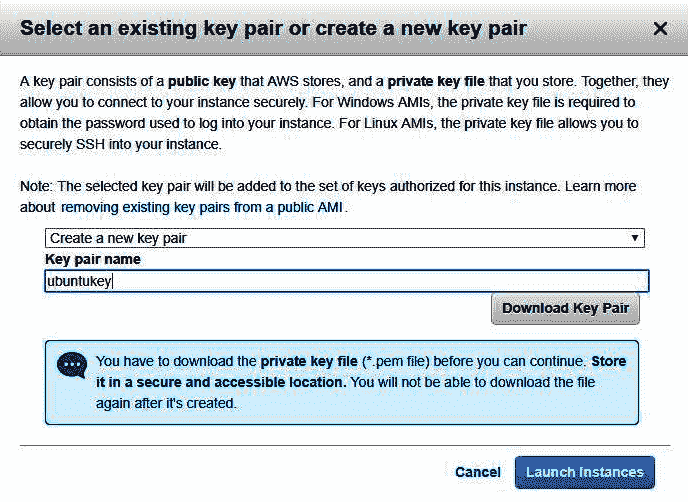 Select an existing key pair or create a new key pair
A key pair consists of a public key that AWS stores, and a private key file that you store. Together, they
allow you to connect to your instance securely. For Windows AMIs, the private key file is required to
obtain the password used to log into your instance. For Linux AMIs, the private key file allows you to
securely SSH into your instance.
Note: The selected key pair will be added to the set of keys authorized for this instance. Learn more
about removing existing key pairs from a public AMI.
Create a new key pair
Key pair name
ubuntukey
Download Key Pair
You have to download the private key file (*.pem file) before you can continue. Store
it in a secure and accessible location. You will not be able to download the file
again after it's created.
Cancel Launch Instances